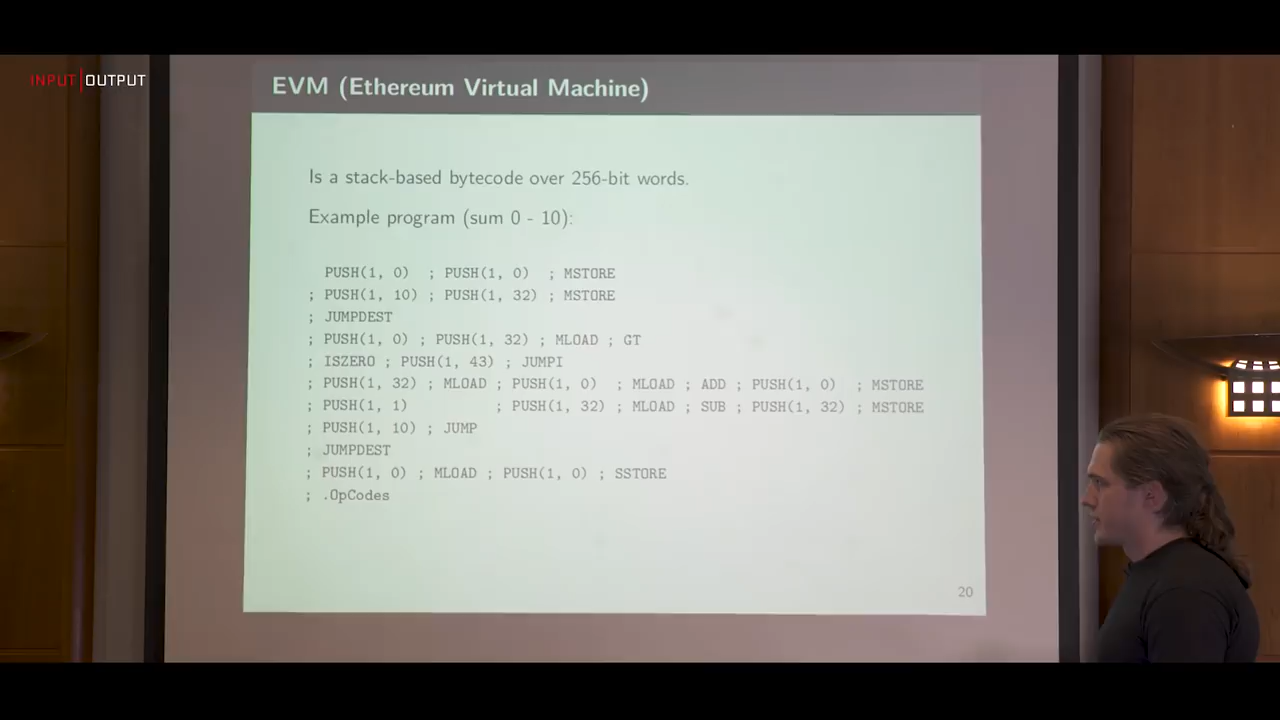 INPUT|OUTPUT
EVM (Ethereum Virtual Machine)
Is a stack-based bytecode over 256-bit words.
Example program (sum 0 - 10):
PUSH(1, 0) ; PUSH(1, 0) ; MSTORE
; PUSH(1, 10) ; PUSH(1, 32) ; MSTORE
; JUMPDEST
; PUSH(1, 0) ; PUSH(1, 32) ; MLOAD ; GT
; ISZERO ; PUSH(1, 43) ; JUMPI
; PUSH(1, 32) ; MLOAD ; PUSH(1, 0) ; MLOAD ; ADD ; PUSH(1, 0) ; MSTORE
; PUSH(1, 1) ; PUSH(1, 32) ; MLOAD ; SUB ; PUSH(1, 32) ; MSTORE
; PUSH(1, 10) ; JUMP
; JUMPDEST
; PUSH(1, 0) ; MLOAD ; PUSH(1, 0) ; SSTORE
; .OpCodes
20